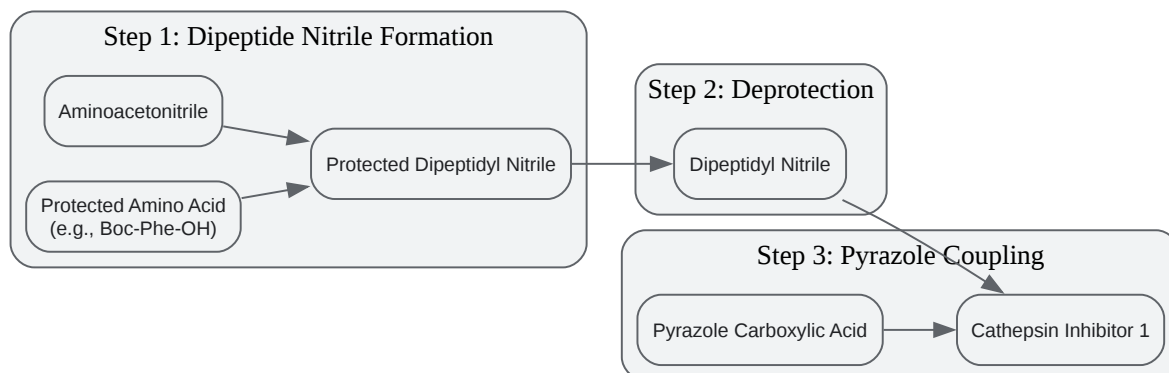 Step 1: Dipeptide Nitrile Formation
Aminoacetonitrile
Protected Amino Acid
(e.g., Boc-Phe-OH)
Protected Dipeptidyl Nitrile
Step 2: Deprotection
Dipeptidyl Nitrile
Step 3: Pyrazole Coupling
Pyrazole Carboxylic Acid
Cathepsin Inhibitor 1